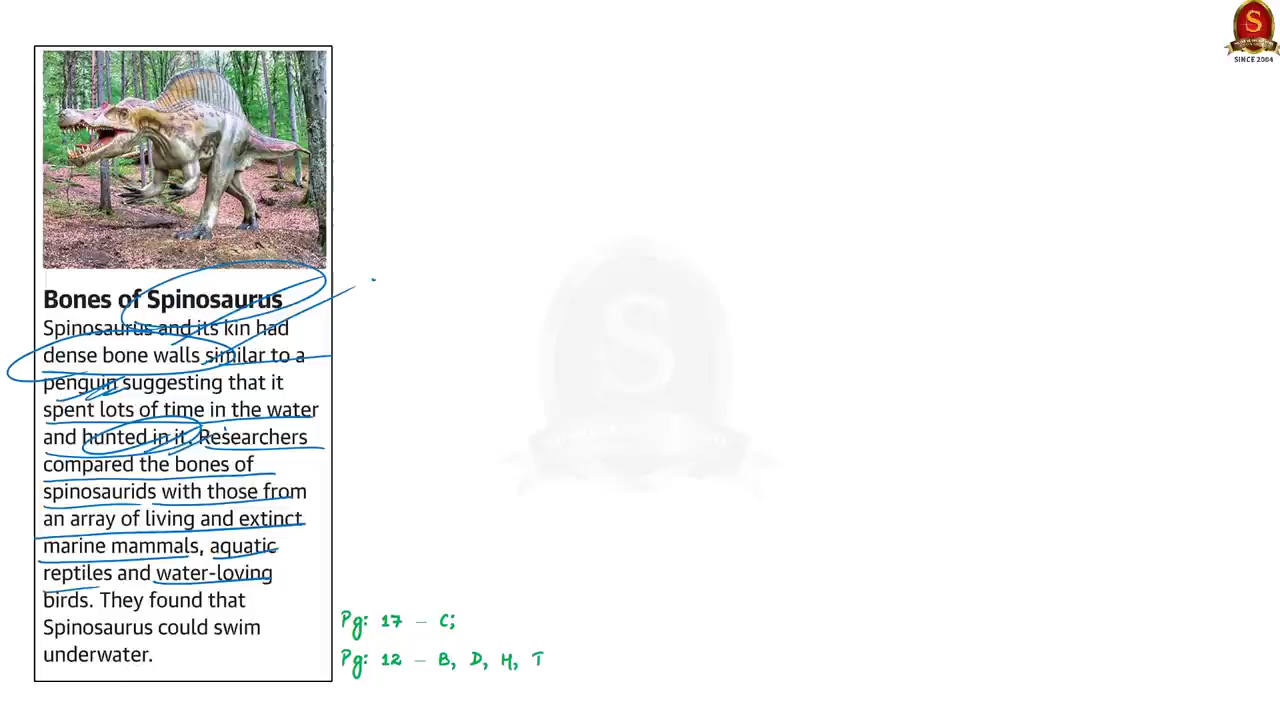 S
SINCE 2004
Bones of Spinosaurus
Spinosaurus and its kin had
dense bone walls similar to a
penguin suggesting that it
spent lots of time in the water
and hunted in it. Researchers
compared the bones of
spinosaurids with those from
an array of living and extinct
marine mammals, aquatic
reptiles and water-loving
birds. They found that
Spinosaurus could swim
underwater.
Pg: 17 – C;
Pg: 12 – B, D, H, T
S